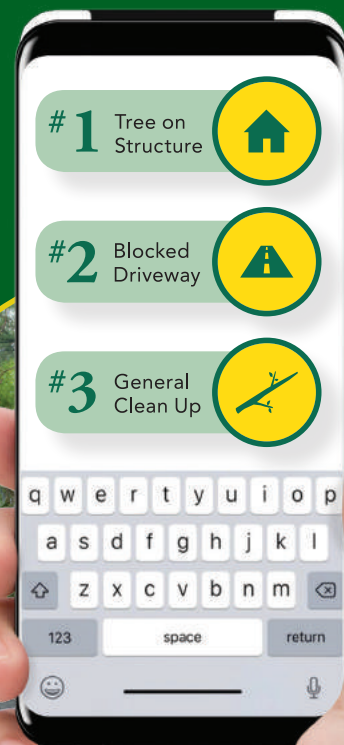 #1 Tree on
Structure
#2 Blocked
Driveway
#3 General
Clean Up
q w e r t y u i o p
a s d f g h j k l
z x c v b n m
123 space return